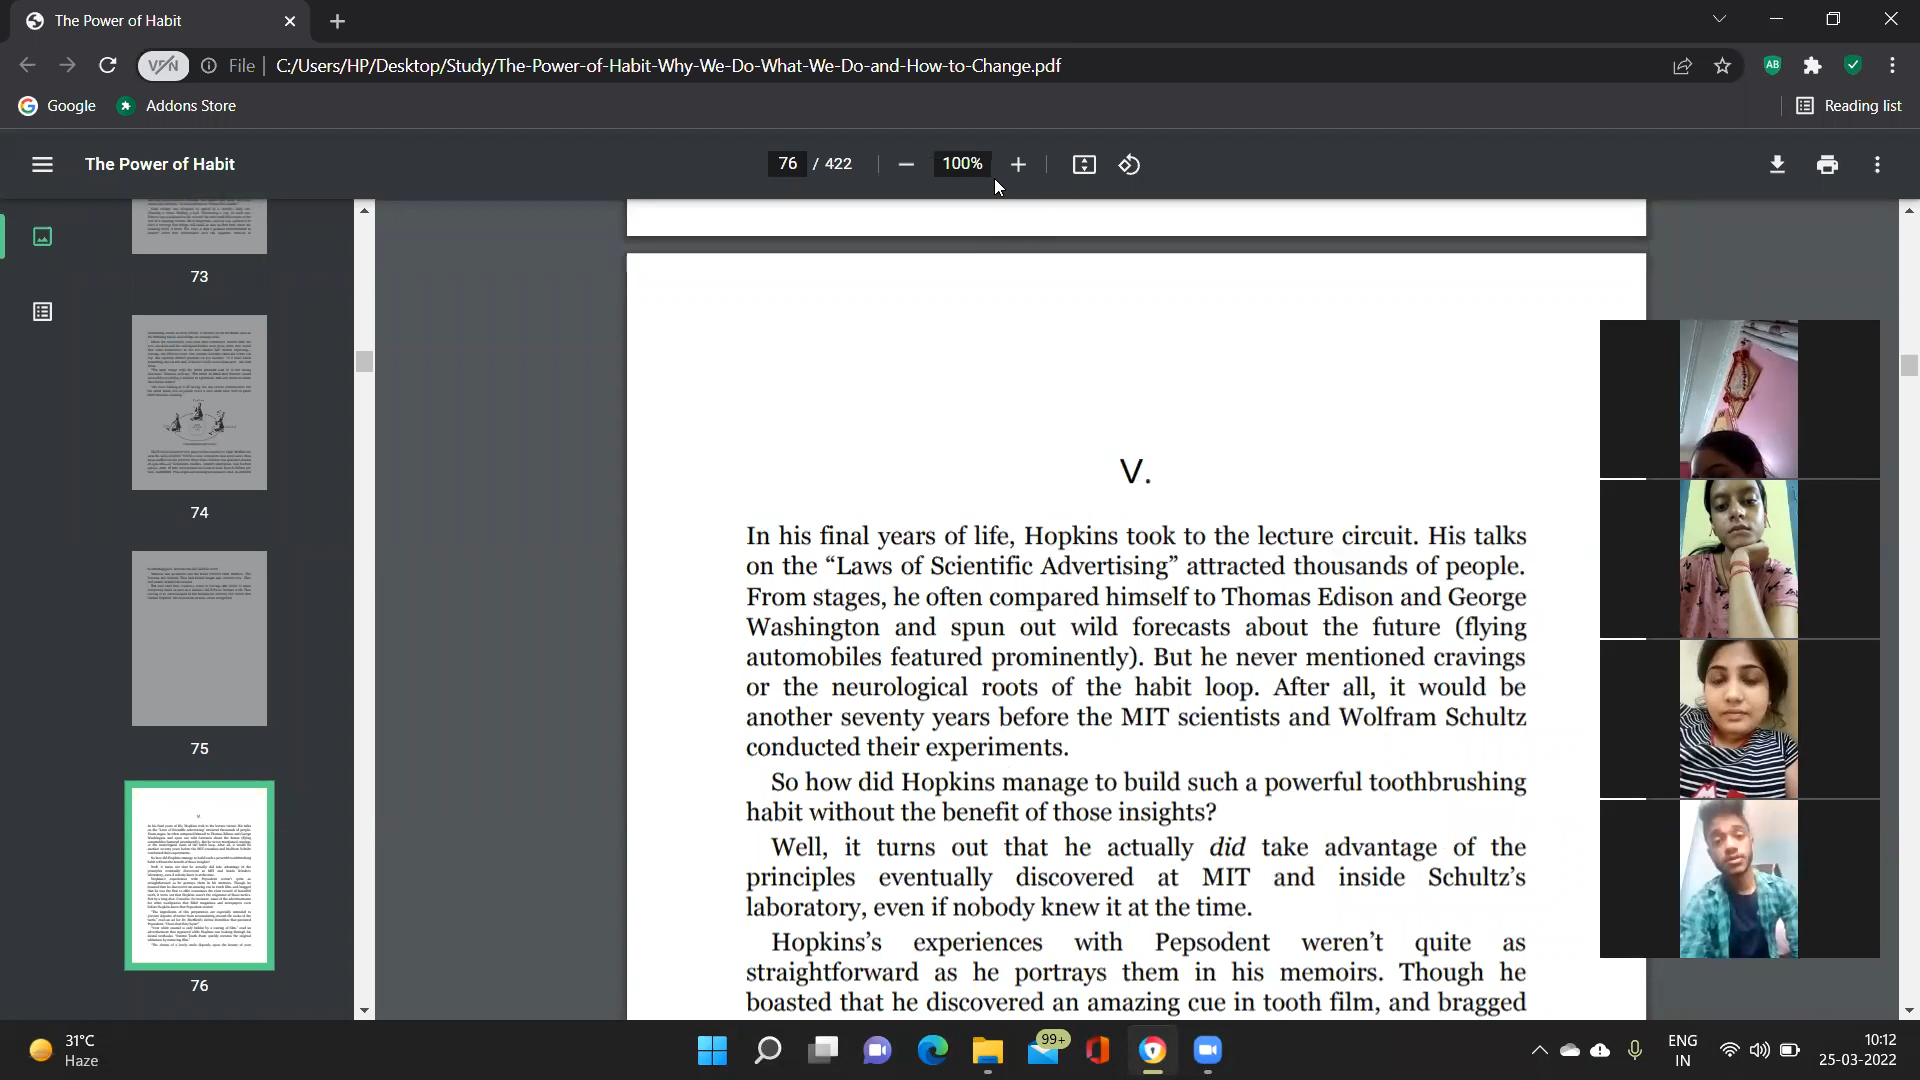 The Power of Habit
VPN
File
C:/Users/HP/Desktop/Study/The-Power-of-Habit-Why-We-Do-What-We-Do-and-How-to-Change.pdf
AB
Google
Addons Store
Reading list
The Power of Habit
76 / 422
100%
73
74
75
76
V.
In his final years of life, Hopkins took to the lecture circuit. His talks
on the “Laws of Scientific Advertising” attracted thousands of people.
From stages, he often compared himself to Thomas Edison and George
Washington and spun out wild forecasts about the future (flying
automobiles featured prominently). But he never mentioned cravings
or the neurological roots of the habit loop. After all, it would be
another seventy years before the MIT scientists and Wolfram Schultz
conducted their experiments.
So how did Hopkins manage to build such a powerful toothbrushing
habit without the benefit of those insights?
Well, it turns out that he actually did take advantage of the
principles eventually discovered at MIT and inside Schultz’s
laboratory, even if nobody knew it at the time.
Hopkins’s experiences with Pepsodent weren’t quite as
straightforward as he portrays them in his memoirs. Though he
boasted that he discovered an amazing cue in tooth film, and bragged
31°C
Haze
99+
ENG
IN
10:12
25-03-2022